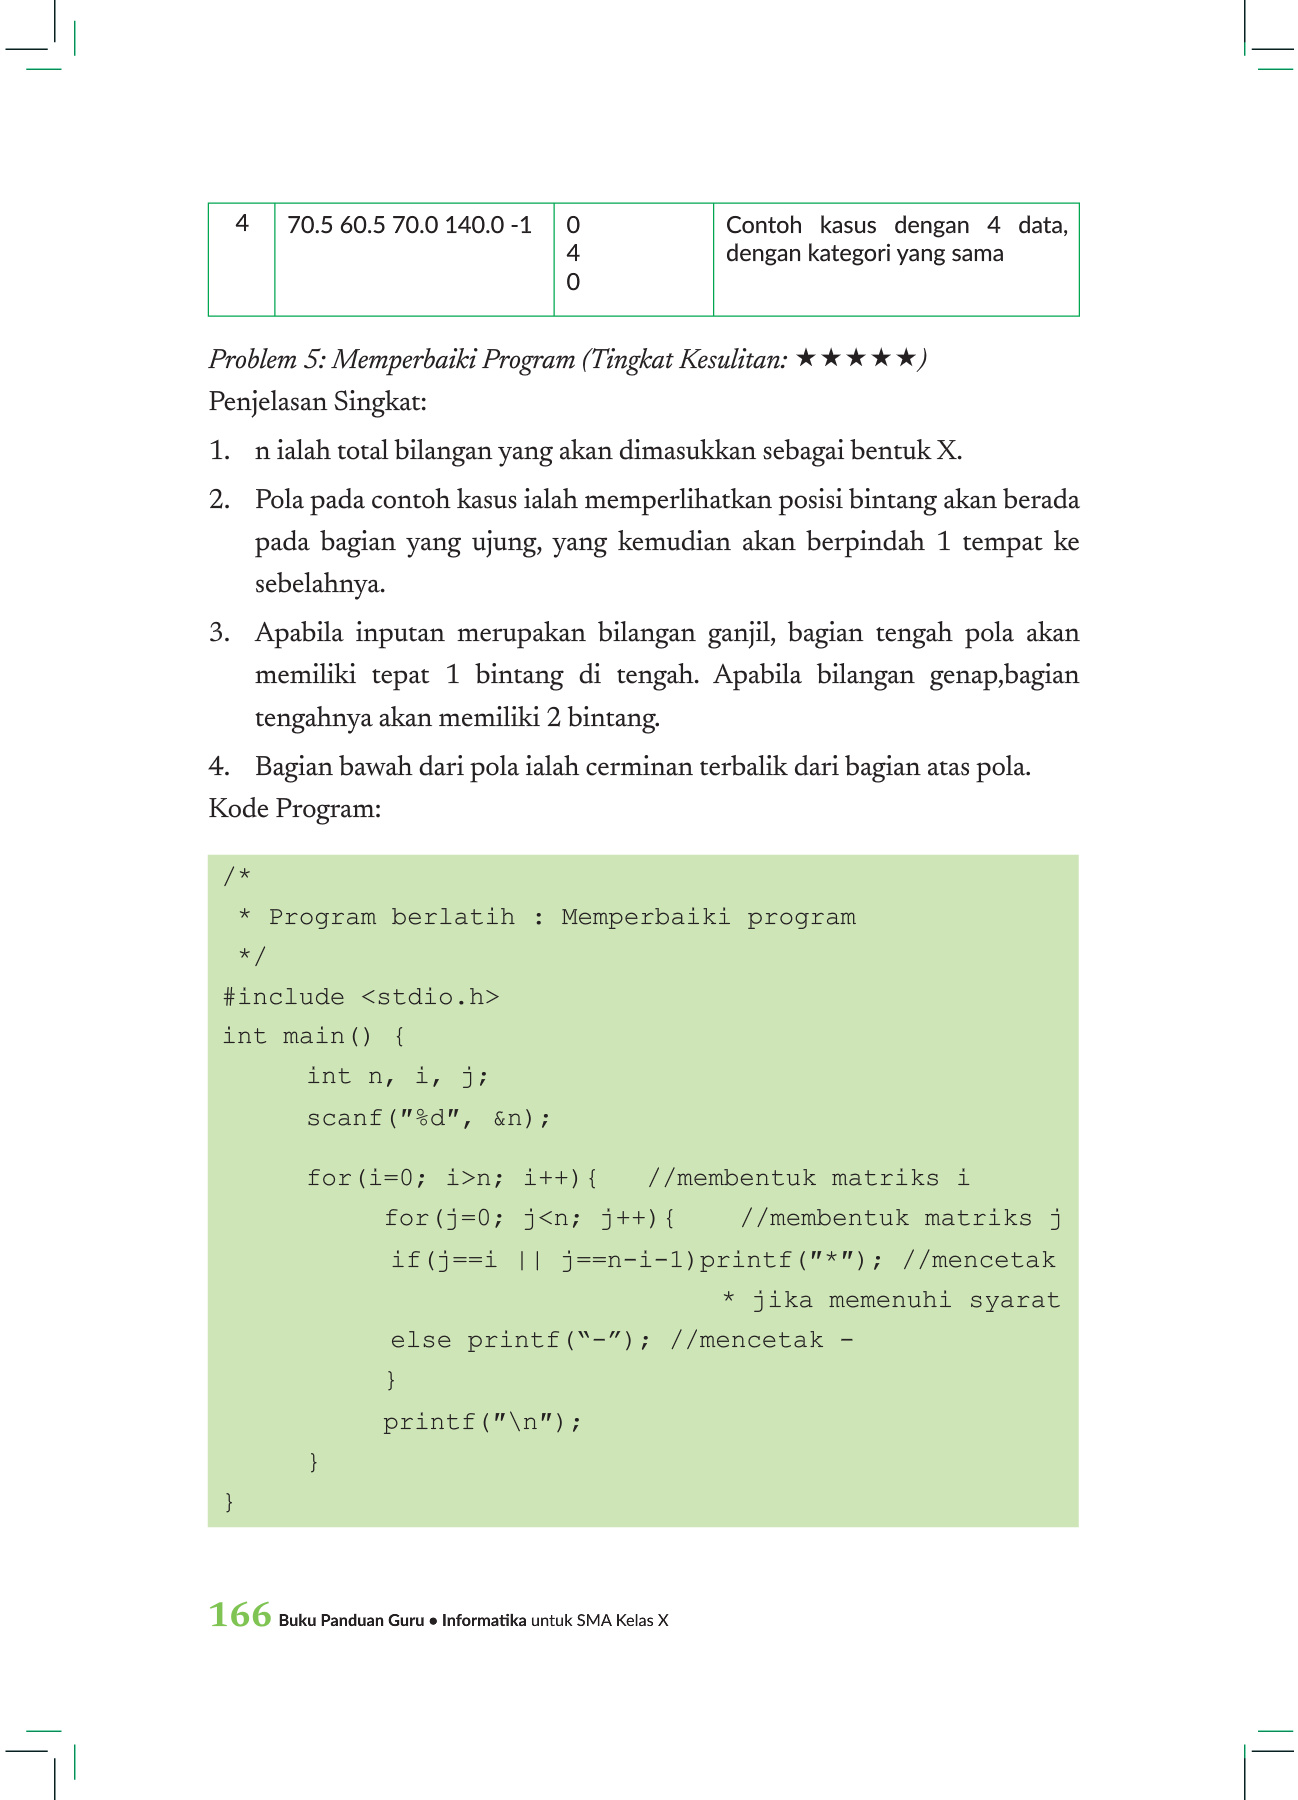 4 70.5 60.5 70.0 140.0 -1 0 Contoh kasus dengan 4 data,
4 dengan kategori yang sama
0
Problem 5: Memperbaiki Program (Tingkat Kesulitan: ★★★★★)
Penjelasan Singkat:
1. n ialah total bilangan yang akan dimasukkan sebagai bentuk X.
2. Pola pada contoh kasus ialah memperlihatkan posisi bintang akan berada
pada bagian yang ujung, yang kemudian akan berpindah 1 tempat ke
sebelahnya.
3. Apabila inputan merupakan bilangan ganjil, bagian tengah pola akan
memiliki tepat 1 bintang di tengah. Apabila bilangan genap,bagian
tengahnya akan memiliki 2 bintang.
4. Bagian bawah dari pola ialah cerminan terbalik dari bagian atas pola.
Kode Program:
/*
* Program berlatih : Memperbaiki program
*/
#include <stdio.h>
int main() {
int n, i, j;
scanf("%d", &n);
for(i=0; i>n; i++){ //membentuk matriks i
for(j=0; j<n; j++){ //membentuk matriks j
if(j==i || j==n-i-1)printf("*"); //mencetak
* jika memenuhi syarat
else printf(“-”); //mencetak -
}
printf("\n");
}
}
166 Buku Panduan Guru • Informatika untuk SMA Kelas X